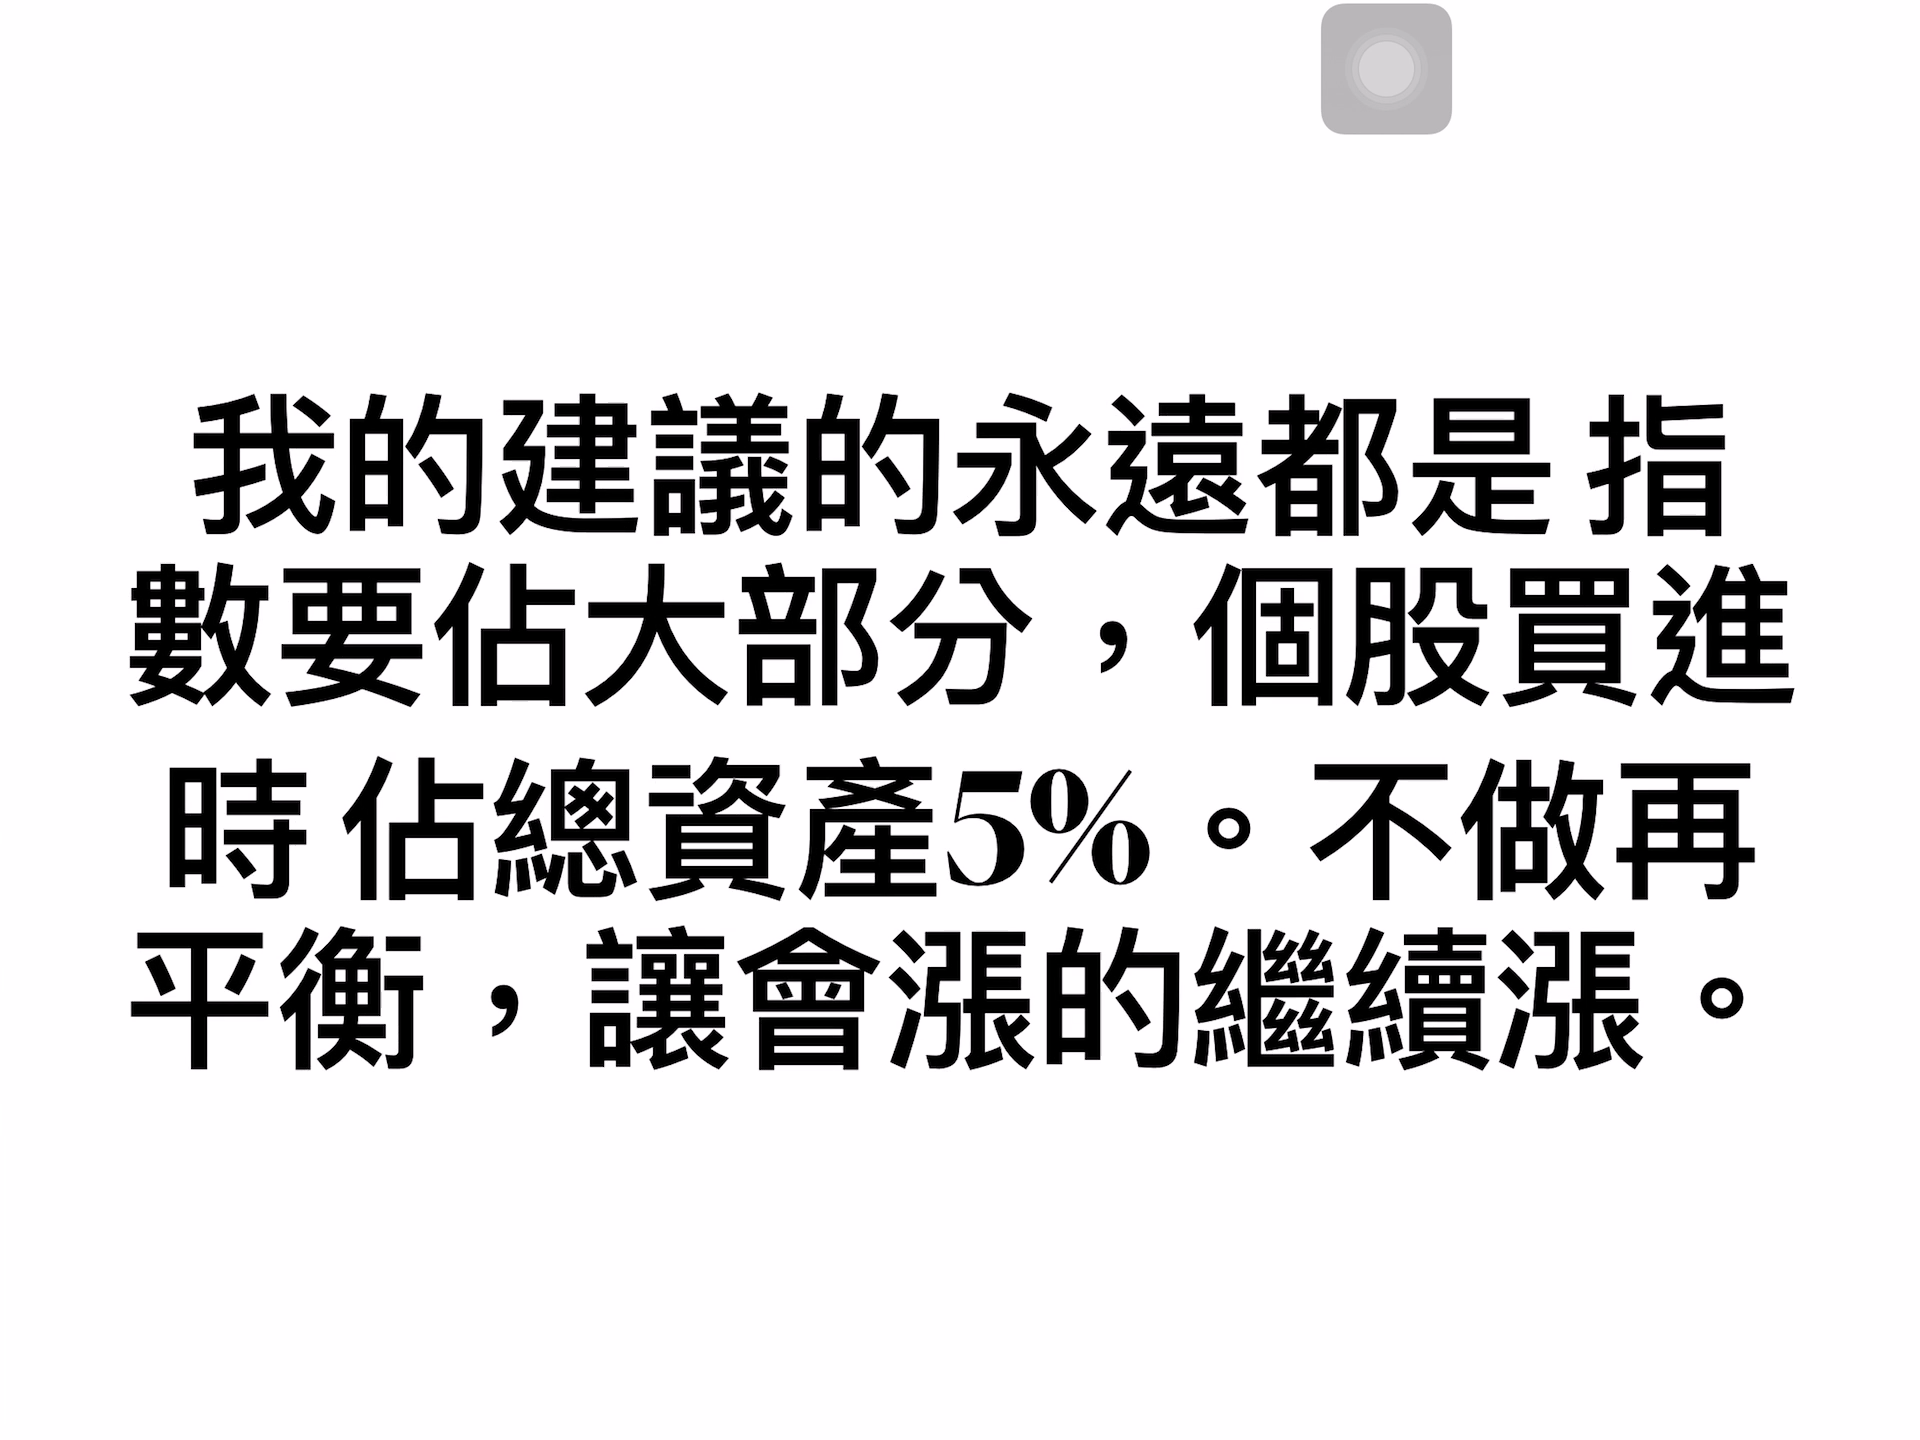 我的建議的永遠都是 指
數要佔大部分，個股買進
時 佔總資產5%。不做再
平衡，讓會漲的繼續漲。